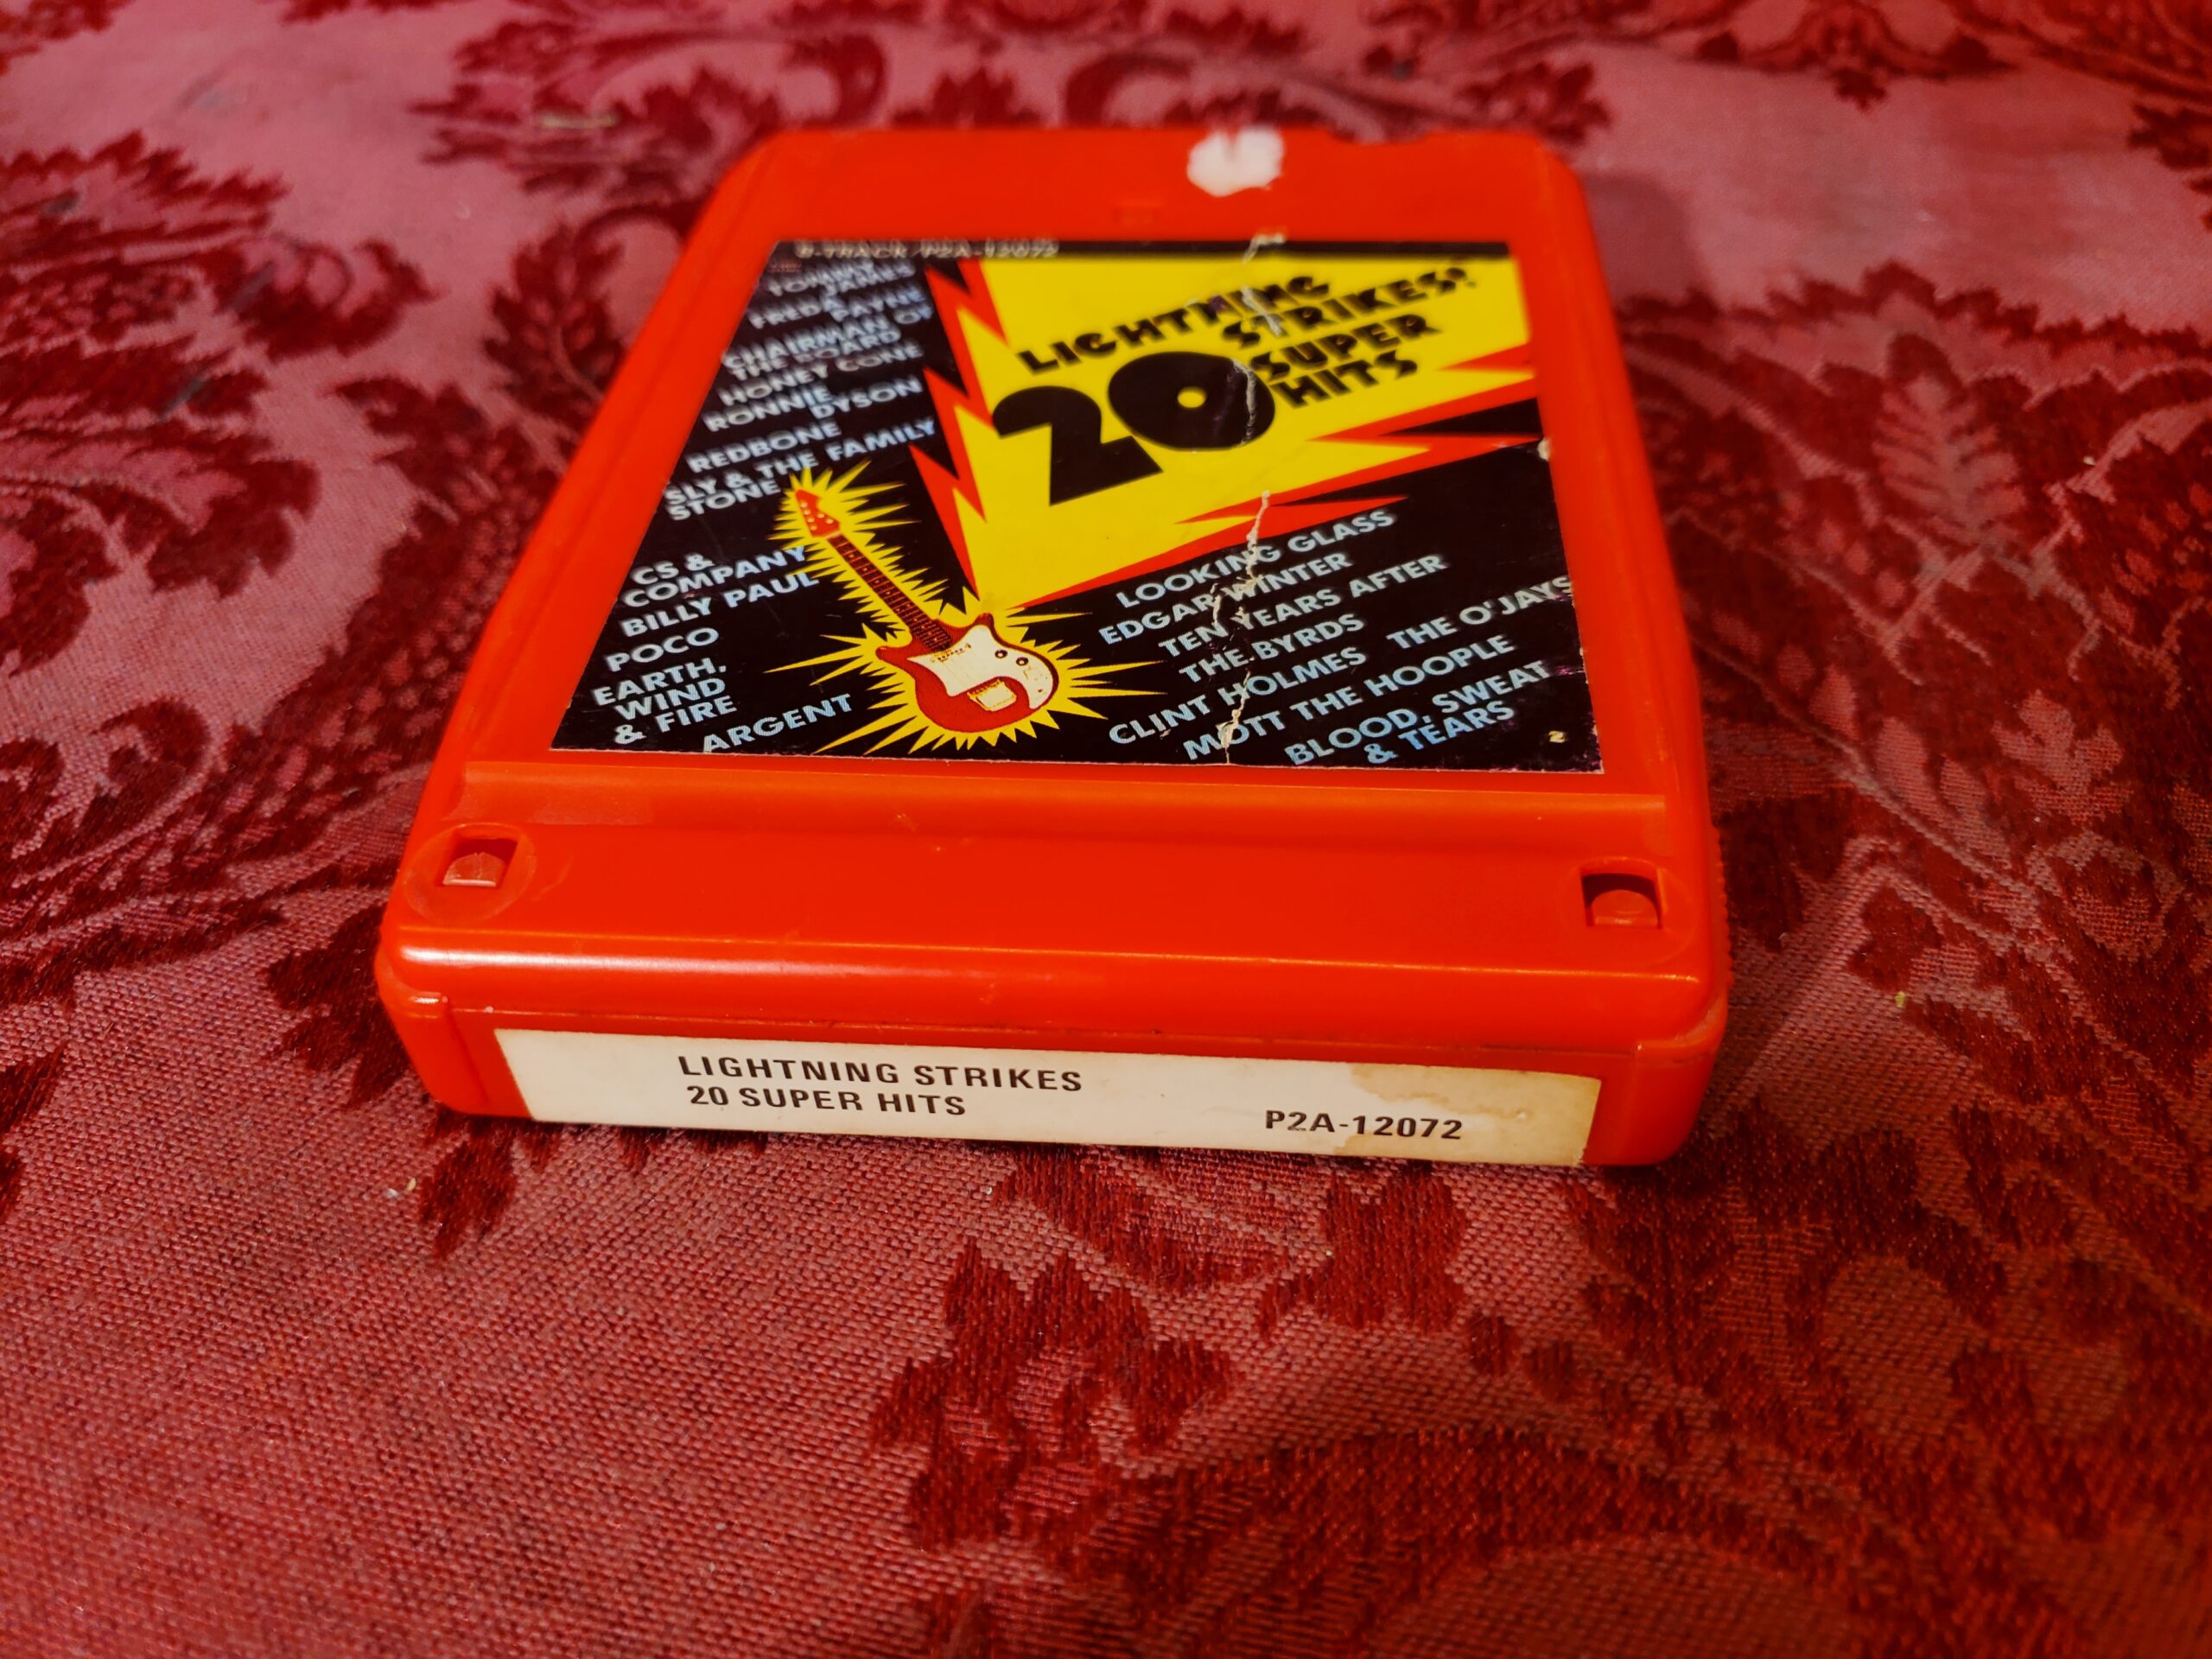 8-TRACK/P2A-12072
TOMMY
JAMES
&
FREDA PAYNE
CHAIRMAN OF
THE BOARD
HONEY CONE
RONNIE
DYSON
REDBONE
SLY & THE FAMILY
STONE
CS &
COMPANY
BILLY PAUL
POCO
EARTH,
WIND
& FIRE
ARGENT
LIGHTNING
STRIKES!
20 SUPER
HITS
LOOKING GLASS
EDGAR WINTER
TEN YEARS AFTER
THE BYRDS
THE O'JAYS
CLINT HOLMES
MOTT THE HOOPLE
BLOOD, SWEAT
& TEARS
2
LIGHTNING STRIKES
20 SUPER HITS
P2A-12072